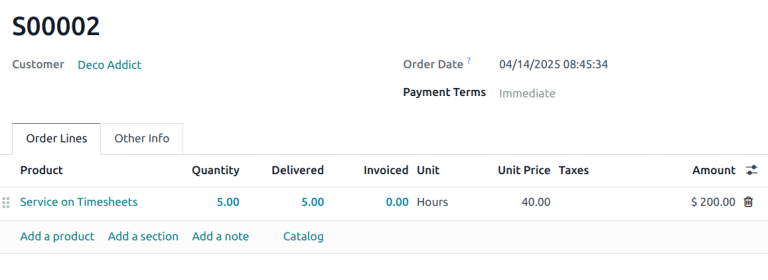 S00002
Customer Deco Addict Order Date ? 04/14/2025 08:45:34
Payment Terms Immediate
Order Lines Other Info
Product Quantity Delivered Invoiced Unit Unit Price Taxes Amount
Service on Timesheets 5.00 5.00 0.00 Hours 40.00 $ 200.00
Add a product Add a section Add a note Catalog